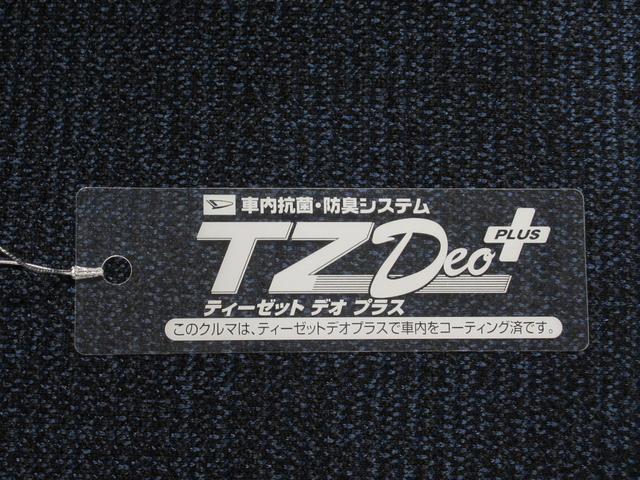 車内抗菌・防臭システム
TZ Deo PLUS
ティーゼット デオ プラス
このクルマは、ティーゼットデオプラスで車内をコーティング済です。